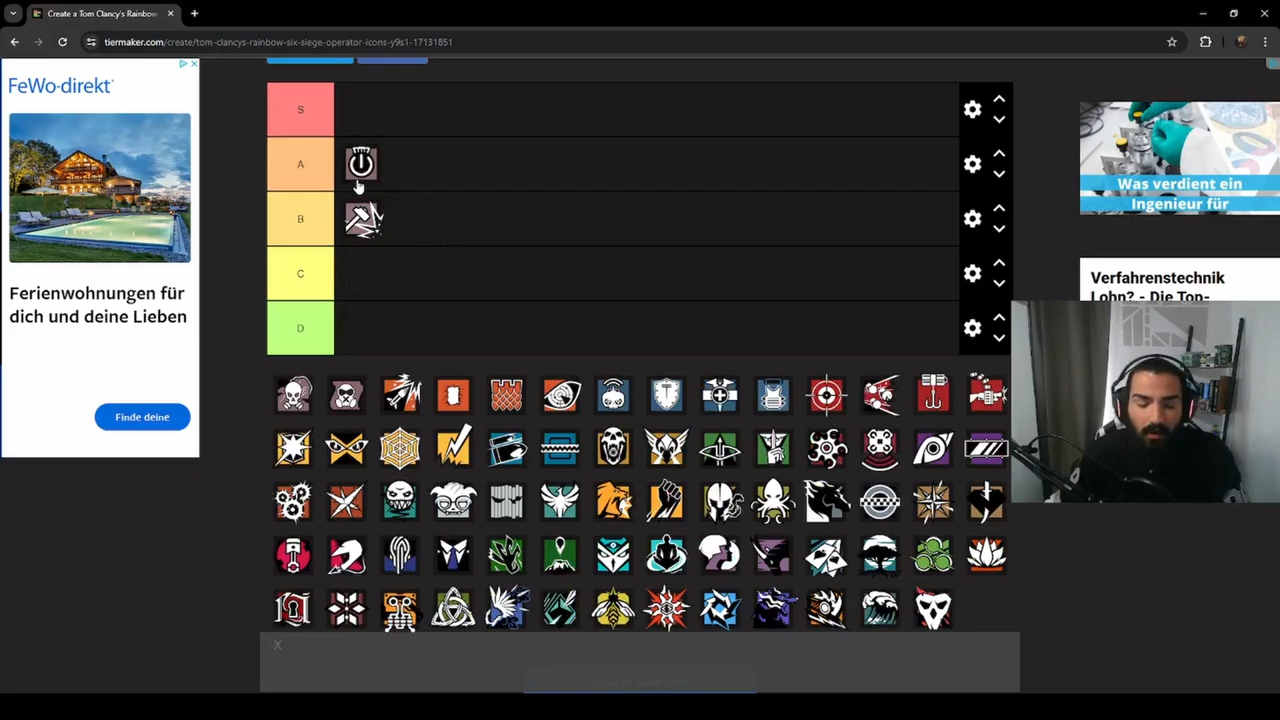 Create a Tom Clancy's Rainbow
tiermaker.com/create/tom-clancys-rainbow-six-siege-operator-icons-y9s1-17131851
FeWo-direkt
Ferienwohnungen für
dich und deine Lieben
Finde deine
S
A
B
C
D
Was verdient ein
Ingenieur für
Verfahrenstechnik
Lohn? - Die Top-
X